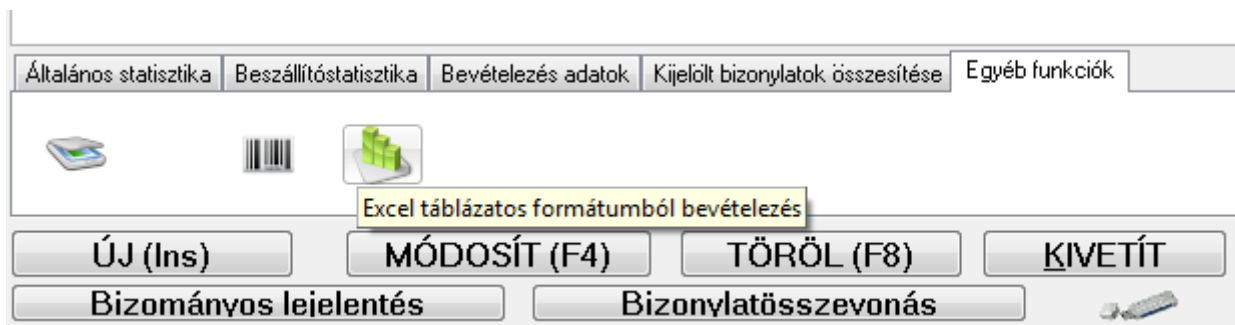 Általános statisztika Beszállítóstatisztika Bevételezés adatok Kijelölt bizonylatok összesítése Egyéb funkciók
Excel táblázatos formátumból bevételezés
ÚJ (Ins) MÓDOSÍT (F4) TÖRÖL (F8) KIVETÍT
Bizományos lejelentés Bizonylatösszevonás